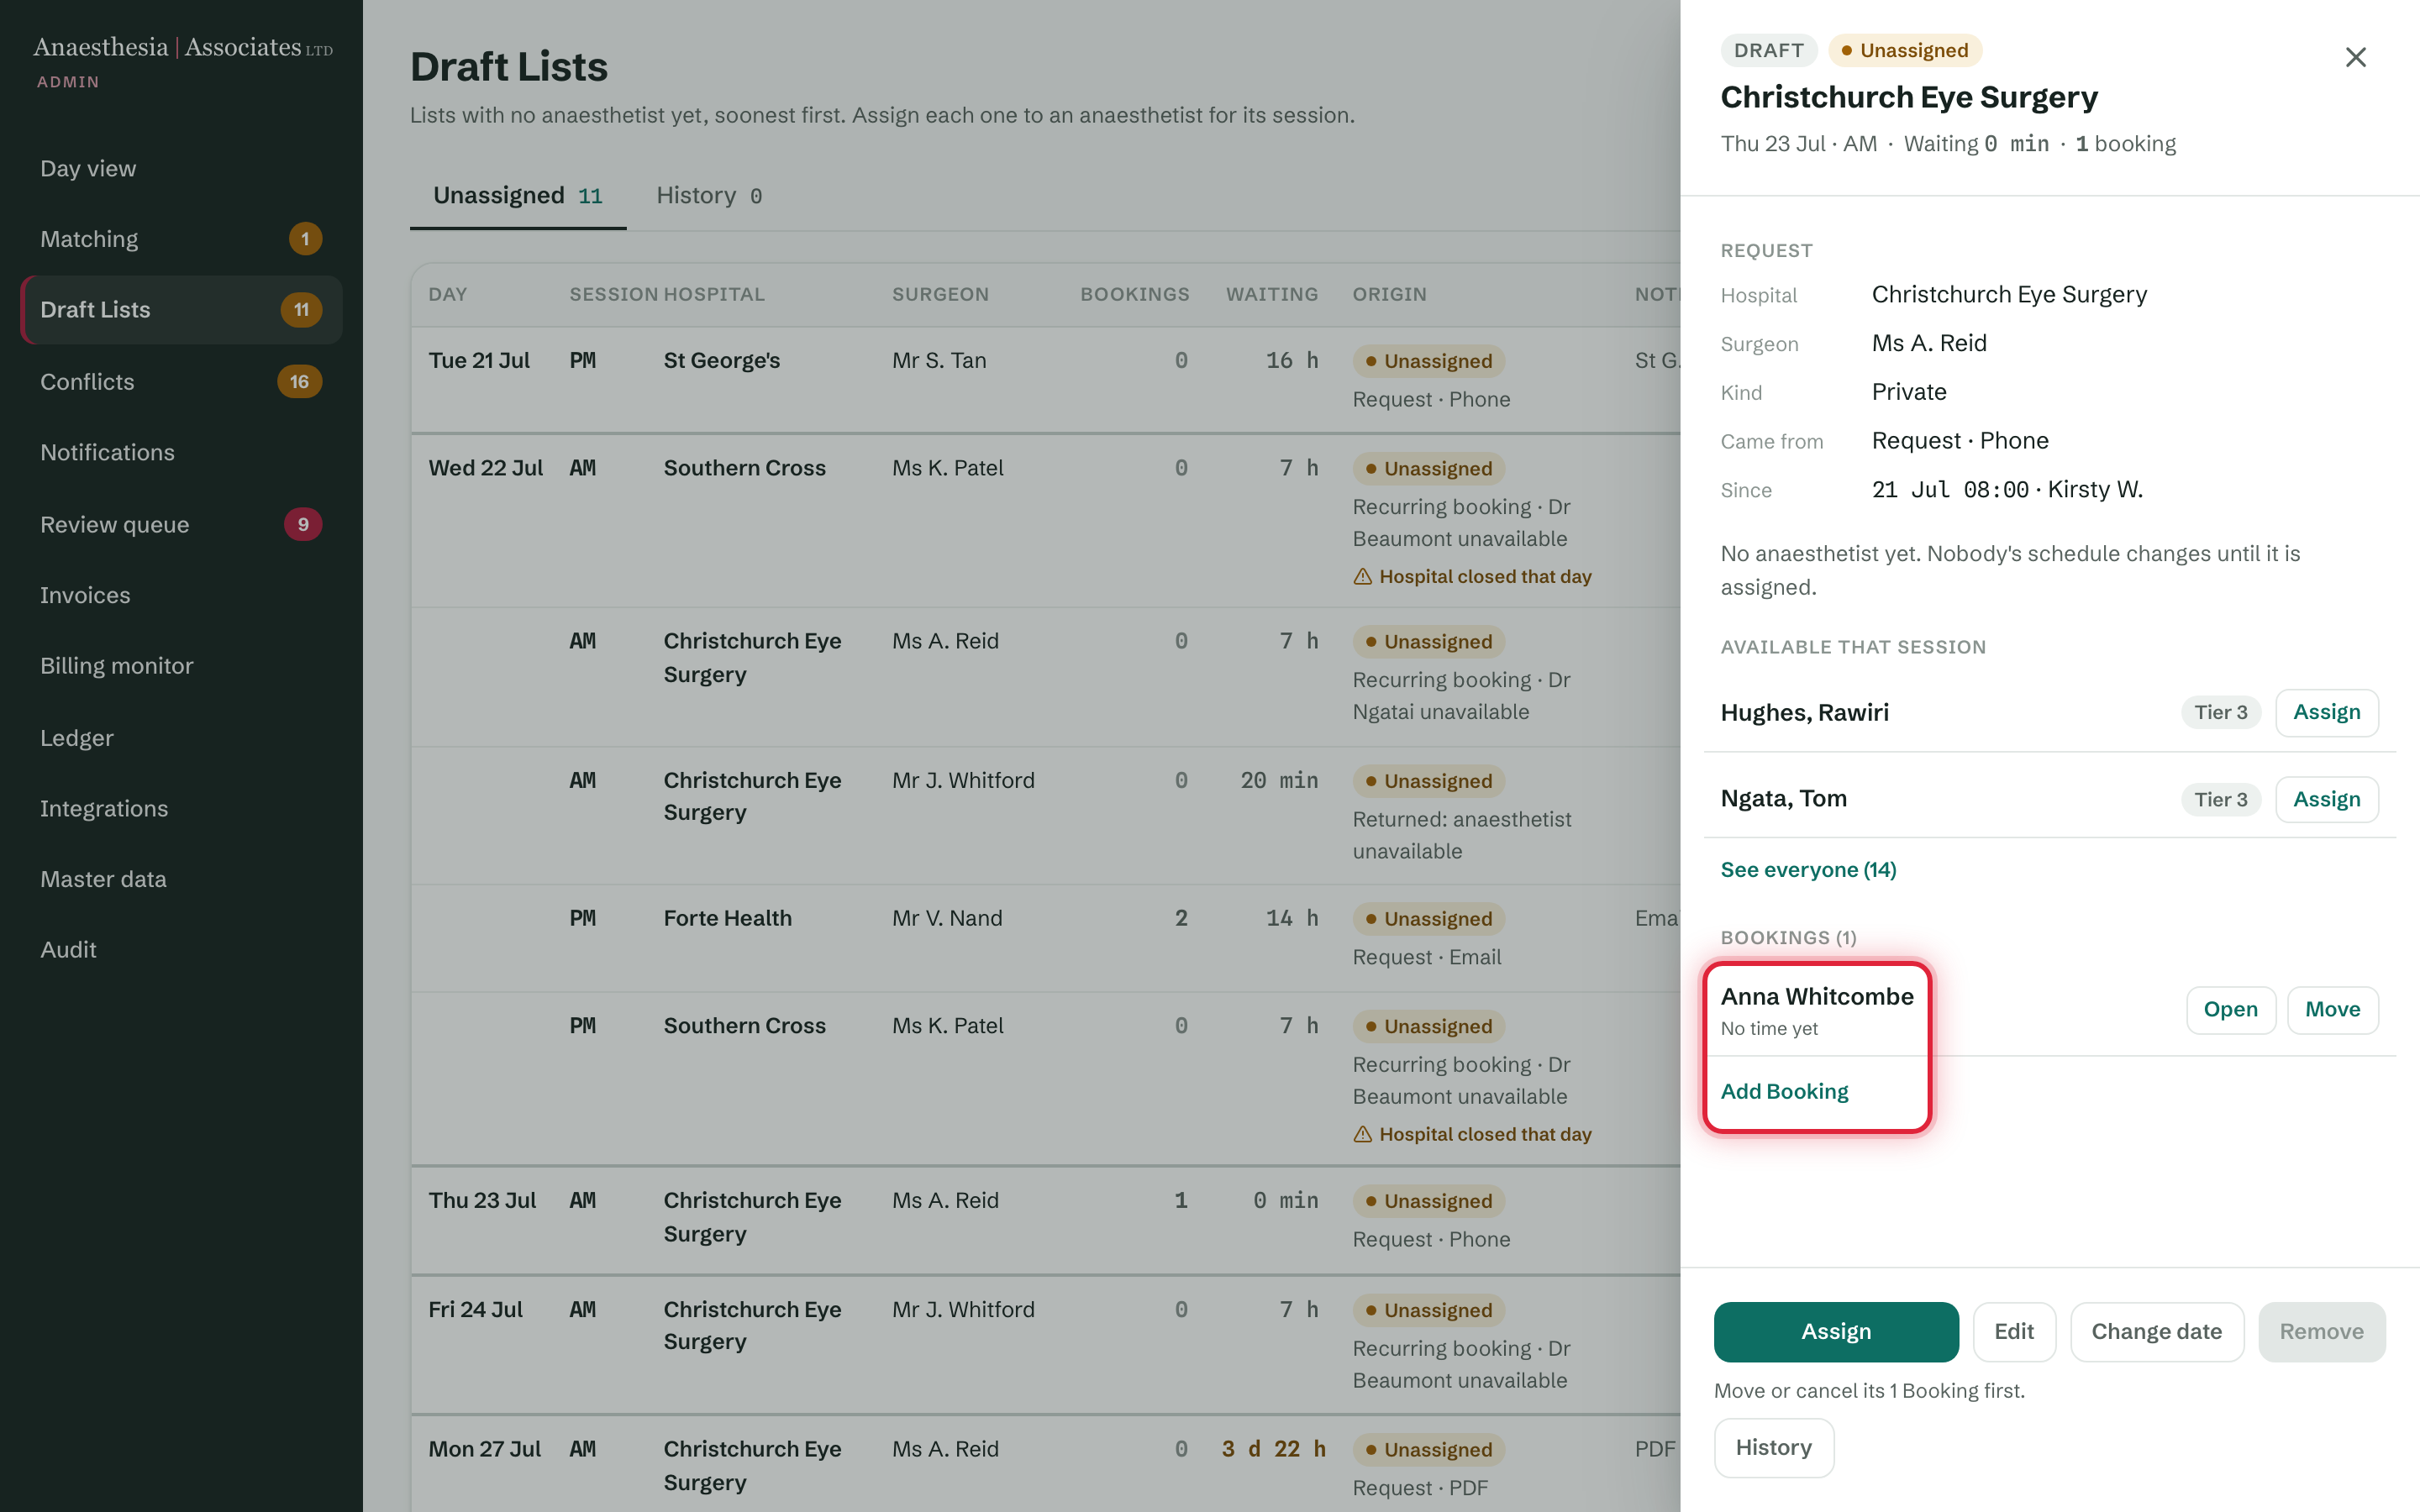 Anaesthesia | Associates LTD
ADMIN
Day view
Matching 1
Draft Lists 11
Conflicts 16
Notifications
Review queue 9
Invoices
Billing monitor
Ledger
Integrations
Master data
Audit
Draft Lists
Lists with no anaesthetist yet, soonest first. Assign each one to an anaesthetist for its session.
Unassigned 11 History 0
DAY SESSION HOSPITAL SURGEON BOOKINGS WAITING ORIGIN
Tue 21 Jul PM St George's Mr S. Tan 0 16 h Unassigned St G.
Request · Phone
Wed 22 Jul AM Southern Cross Ms K. Patel 0 7 h Unassigned
Recurring booking · Dr
Beaumont unavailable
Hospital closed that day
AM Christchurch Eye Ms A. Reid 0 7 h Unassigned
Surgery Recurring booking · Dr
Ngatai unavailable
AM Christchurch Eye Mr J. Whitford 0 20 min Unassigned
Surgery Returned: anaesthetist
unavailable
PM Forte Health Mr V. Nand 2 14 h Unassigned
Request · Email
PM Southern Cross Ms K. Patel 0 7 h Unassigned
Recurring booking · Dr
Beaumont unavailable
Hospital closed that day
Thu 23 Jul AM Christchurch Eye Ms A. Reid 1 0 min Unassigned
Surgery Request · Phone
Fri 24 Jul AM Christchurch Eye Mr J. Whitford 0 7 h Unassigned
Surgery Recurring booking · Dr
Beaumont unavailable
Mon 27 Jul AM Christchurch Eye Ms A. Reid 0 3 d 22 h Unassigned PDF
Surgery Request · PDF
DRAFT Unassigned
Christchurch Eye Surgery
Thu 23 Jul · AM · Waiting 0 min · 1 booking
REQUEST
Hospital Christchurch Eye Surgery
Surgeon Ms A. Reid
Kind Private
Came from Request · Phone
Since 21 Jul 08:00 · Kirsty W.
No anaesthetist yet. Nobody's schedule changes until it is
assigned.
AVAILABLE THAT SESSION
Hughes, Rawiri Tier 3 Assign
Ngata, Tom Tier 3 Assign
See everyone (14)
BOOKINGS (1)
Anna Whitcombe Open Move
No time yet
Add Booking
Assign Edit Change date Remove
Move or cancel its 1 Booking first.
History